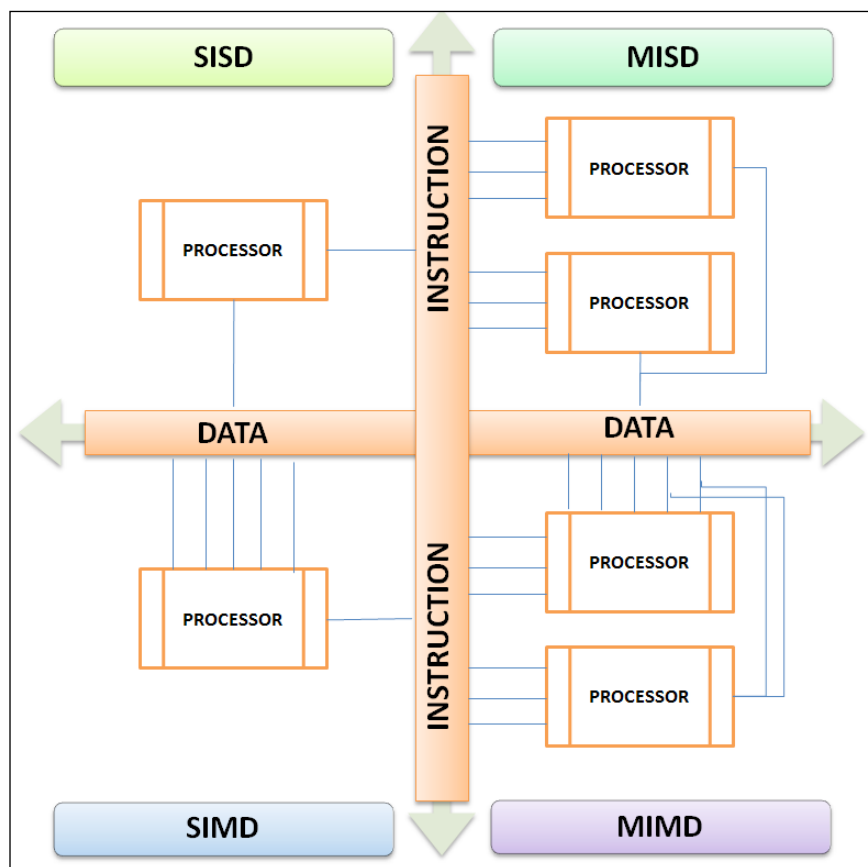 SISD
MISD
INSTRUCTION
PROCESSOR
PROCESSOR
PROCESSOR
DATA
DATA
INSTRUCTION
PROCESSOR
PROCESSOR
PROCESSOR
SIMD
MIMD